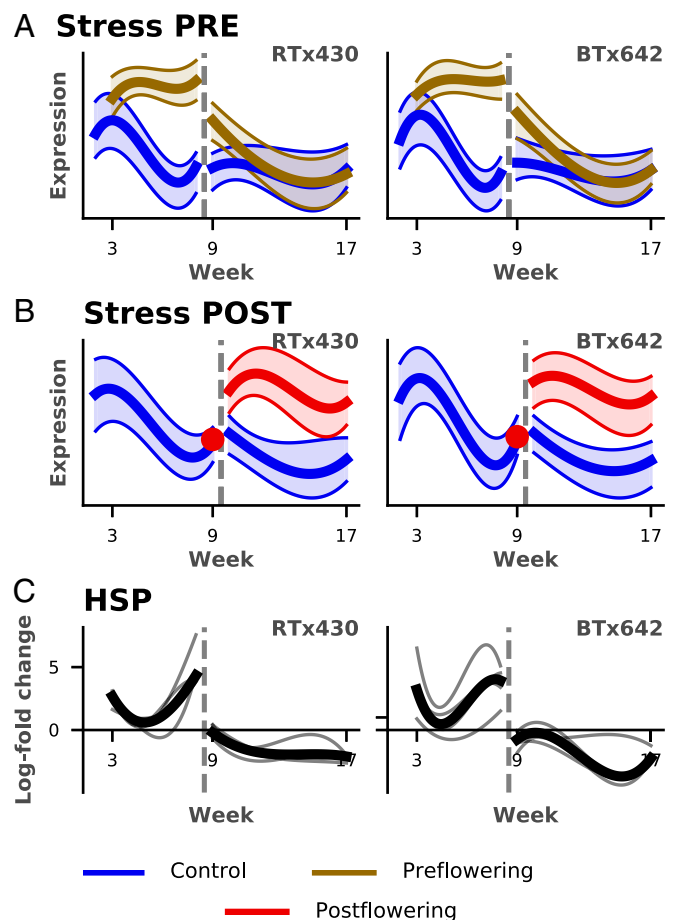 A Stress PRE
RTx430 BTx642
Expression
3 9 17 3 9 17
Week Week
B Stress POST
RTx430 BTx642
Expression
3 9 17 3 9 17
Week Week
C HSP
RTx430 BTx642
Log-fold change
5
0
3 9 17 3 9 17
Week Week
Control Preflowering
Postflowering